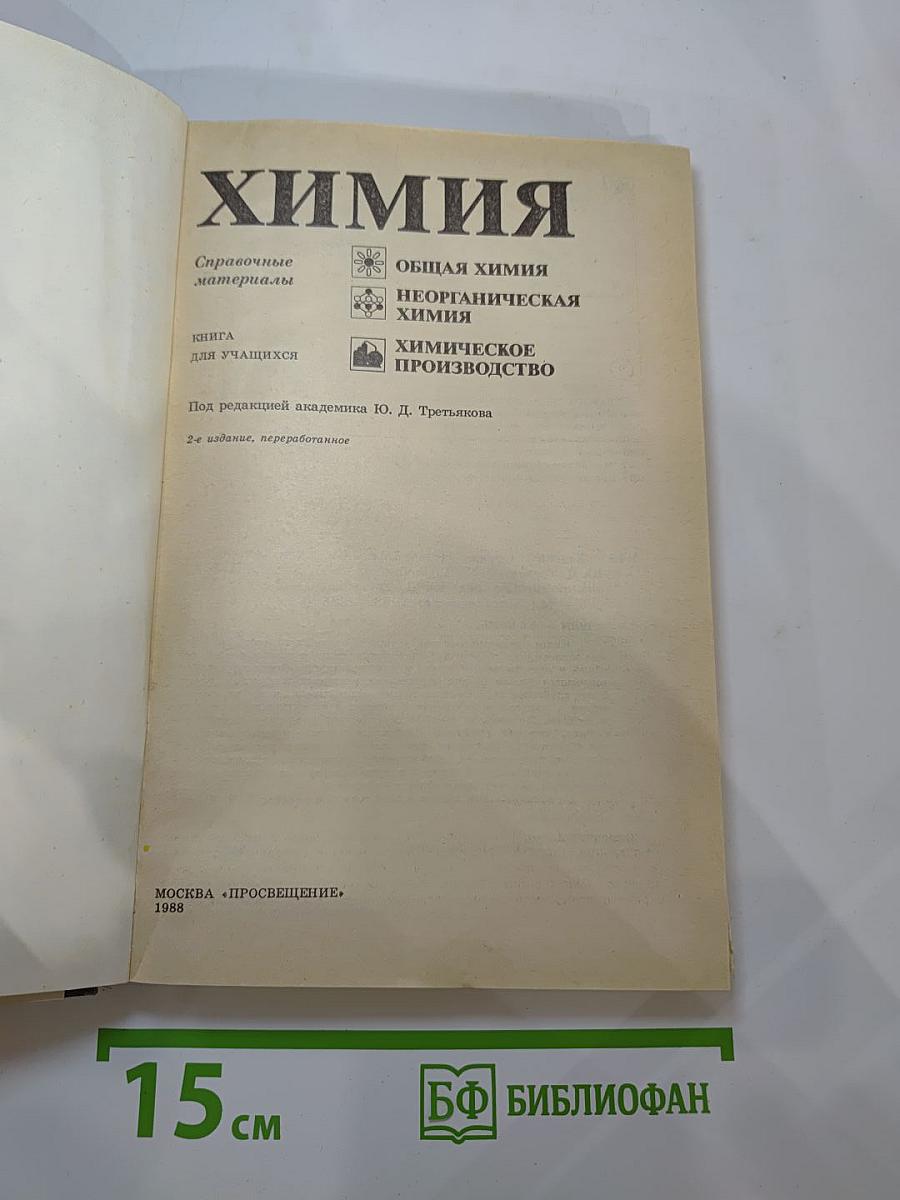 ХИМИЯ
Справочные
материалы
КНИГА
ДЛЯ УЧАЩИХСЯ
ОБЩАЯ ХИМИЯ
НЕОРГАНИЧЕСКАЯ
ХИМИЯ
ХИМИЧЕСКОЕ
ПРОИЗВОДСТВО
Под редакцией академика Ю. Д. Третьякова
2-е издание, переработанное
МОСКВА «ПРОСВЕЩЕНИЕ»
1988
15 см
БФ БИБЛИОФАН